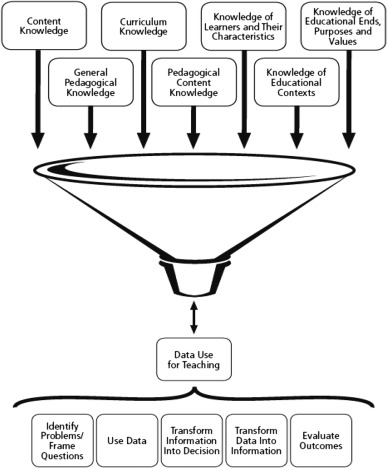 Content
Knowledge
Curriculum
Knowledge
Knowledge of
Learners and Their
Characteristics
Knowledge of
Educational Ends,
Purposes and
Values
General
Pedagogical
Knowledge
Pedagogical
Content
Knowledge
Knowledge of
Educational
Contexts
Data Use
for Teaching
Identify
Problems/
Frame
Questions
Use Data
Transform
Information
Into Decision
Transform
Data Into
Information
Evaluate
Outcomes